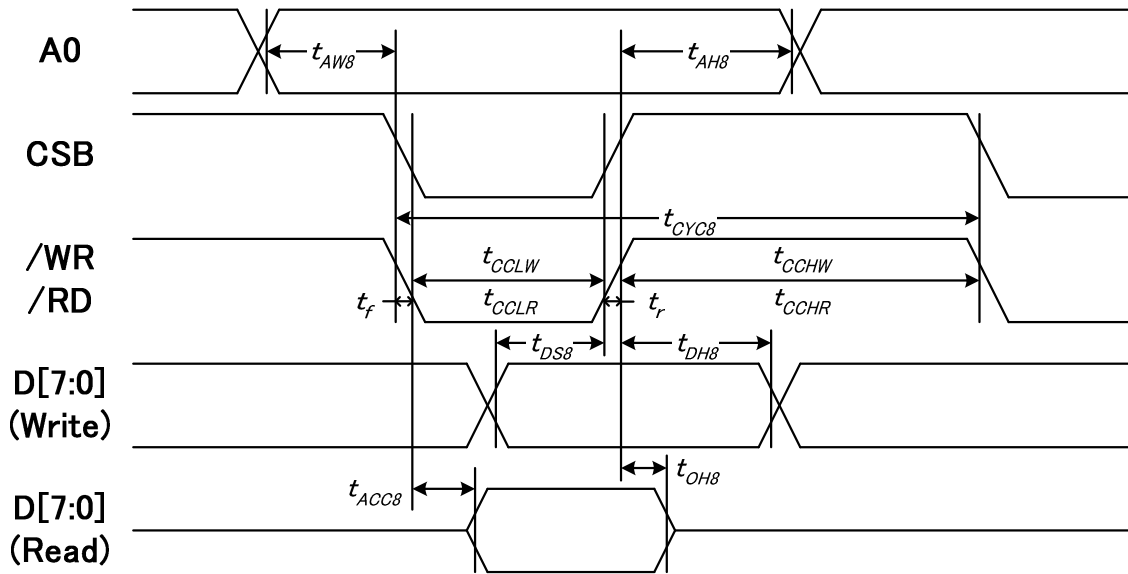 A0
t_AW8
t_AH8
CSB
t_CYC8
/WR
/RD
t_CCLW
t_CCHW
t_f
t_CCLR
t_r
t_CCHR
t_DS8
t_DH8
D[7:0]
(Write)
t_ACC8
t_OH8
D[7:0]
(Read)